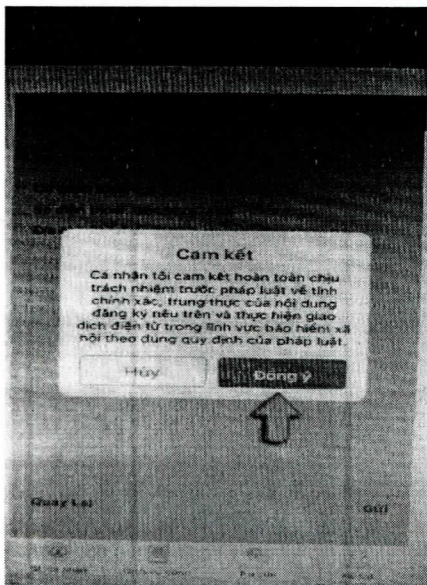 Cam kết
Cá nhân tôi cam kết hoàn toàn chịu
trách nhiệm trước pháp luật về tính
chính xác, trung thực của nội dung
đăng ký nêu trên và thực hiện giao
dịch điện tử trong lĩnh vực bảo hiểm xã
hội theo đúng quy định của pháp luật.
Hủy
Đồng ý
Quay Lại
Gửi